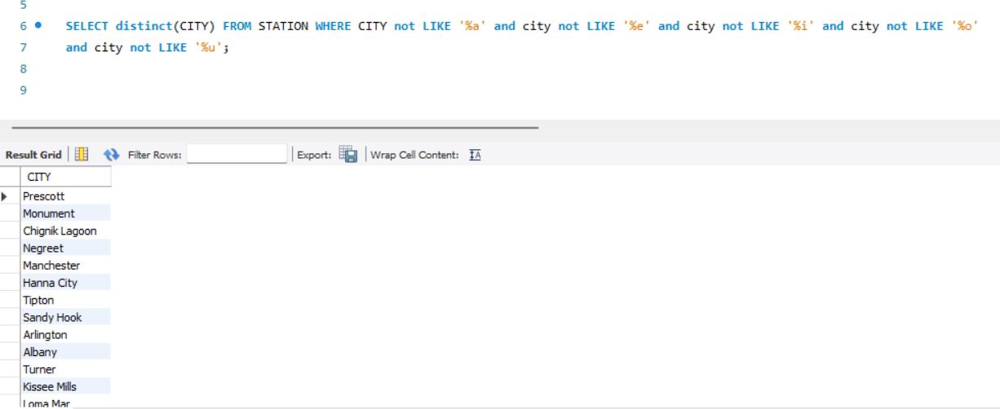 5
6 SELECT distinct(CITY) FROM STATION WHERE CITY not LIKE '%a' and city not LIKE '%e' and city not LIKE '%i' and city not LIKE '%o'
7 and city not LIKE '%u';
8
9
Result Grid Filter Rows: Export: Wrap Cell Content: IA
CITY
Prescott
Monument
Chignik Lagoon
Negreet
Manchester
Hanna City
Tipton
Sandy Hook
Arlington
Albany
Turner
Kissee Mills
Loma Mar